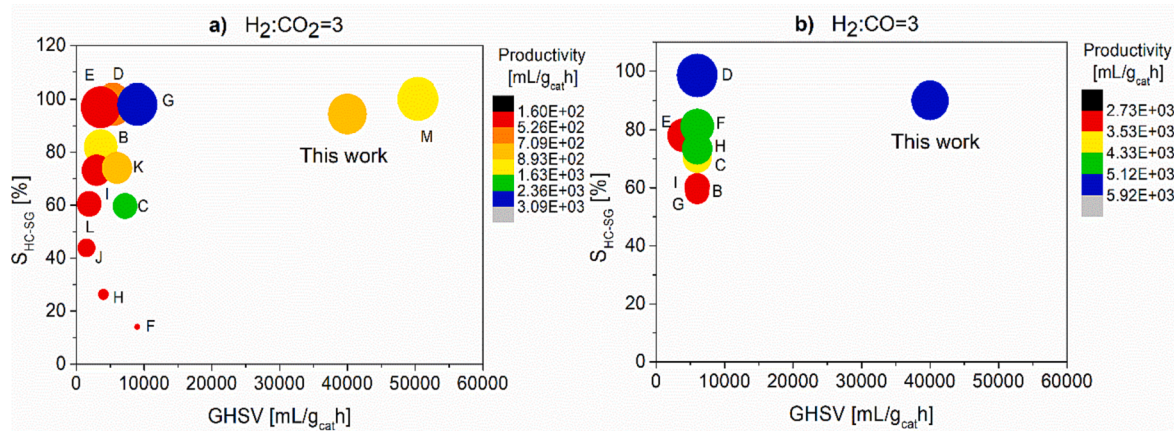 a) H2:CO2=3
120
100
80
60
40
20
0
SHC-SG [%]
0 10000 20000 30000 40000 50000 60000
GHSV [mL/gcath]
E D
G
B
K
I
C
L
J
H
F
This work
M
Productivity
[mL/gcath]
1.60E+02
5.26E+02
7.09E+02
8.93E+02
1.63E+03
2.36E+03
3.09E+03
b) H2:CO=3
100
80
60
40
20
0
SHC-SG [%]
0 10000 20000 30000 40000 50000 60000
GHSV [mL/gcath]
D
E F
H
C
I B
G
This work
Productivity
[mL/gcath]
2.73E+03
3.53E+03
4.33E+03
5.12E+03
5.92E+03